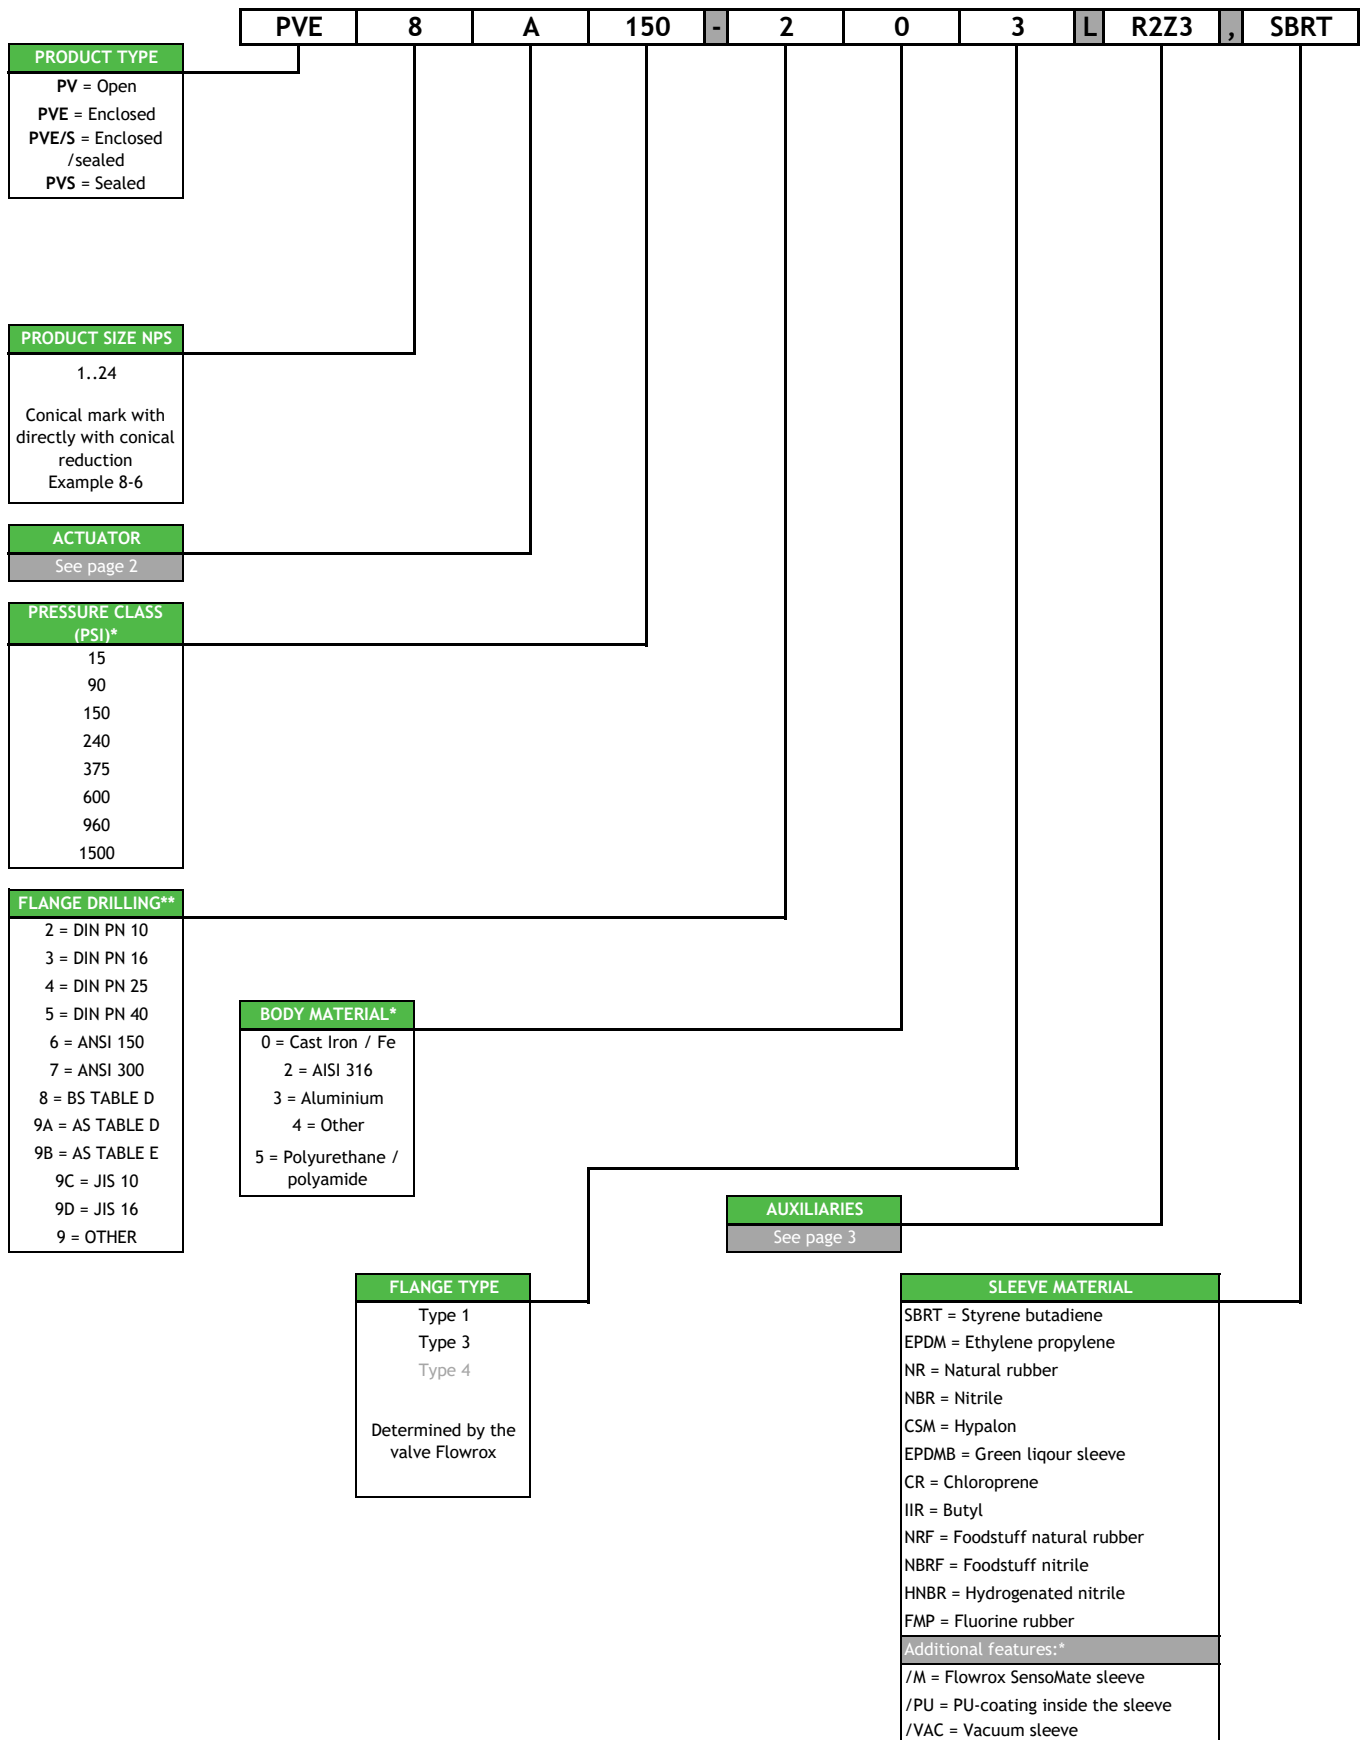 PVE 8 A 150 - 2 0 3 L R2Z3 , SBRT
PRODUCT TYPE
PV = Open
PVE = Enclosed
PVE/S = Enclosed
/sealed
PVS = Sealed
PRODUCT SIZE NPS
1..24
Conical mark with
directly with conical
reduction
Example 8-6
ACTUATOR
See page 2
PRESSURE CLASS
(PSI)*
15
90
150
240
375
600
960
1500
FLANGE DRILLING**
2 = DIN PN 10
3 = DIN PN 16
4 = DIN PN 25
5 = DIN PN 40
6 = ANSI 150
7 = ANSI 300
8 = BS TABLE D
9A = AS TABLE D
9B = AS TABLE E
9C = JIS 10
9D = JIS 16
9 = OTHER
BODY MATERIAL*
0 = Cast Iron / Fe
2 = AISI 316
3 = Aluminium
4 = Other
5 = Polyurethane /
polyamide
AUXILIARIES
See page 3
FLANGE TYPE
Type 1
Type 3
Type 4
Determined by the
valve Flowrox
SLEEVE MATERIAL
SBRT = Styrene butadiene
EPDM = Ethylene propylene
NR = Natural rubber
NBR = Nitrile
CSM = Hypalon
EPDMB = Green liqour sleeve
CR = Chloroprene
IIR = Butyl
NRF = Foodstuff natural rubber
NBRF = Foodstuff nitrile
HNBR = Hydrogenated nitrile
FMP = Fluorine rubber
Additional features:*
/M = Flowrox SensoMate sleeve
/PU = PU-coating inside the sleeve
/VAC = Vacuum sleeve